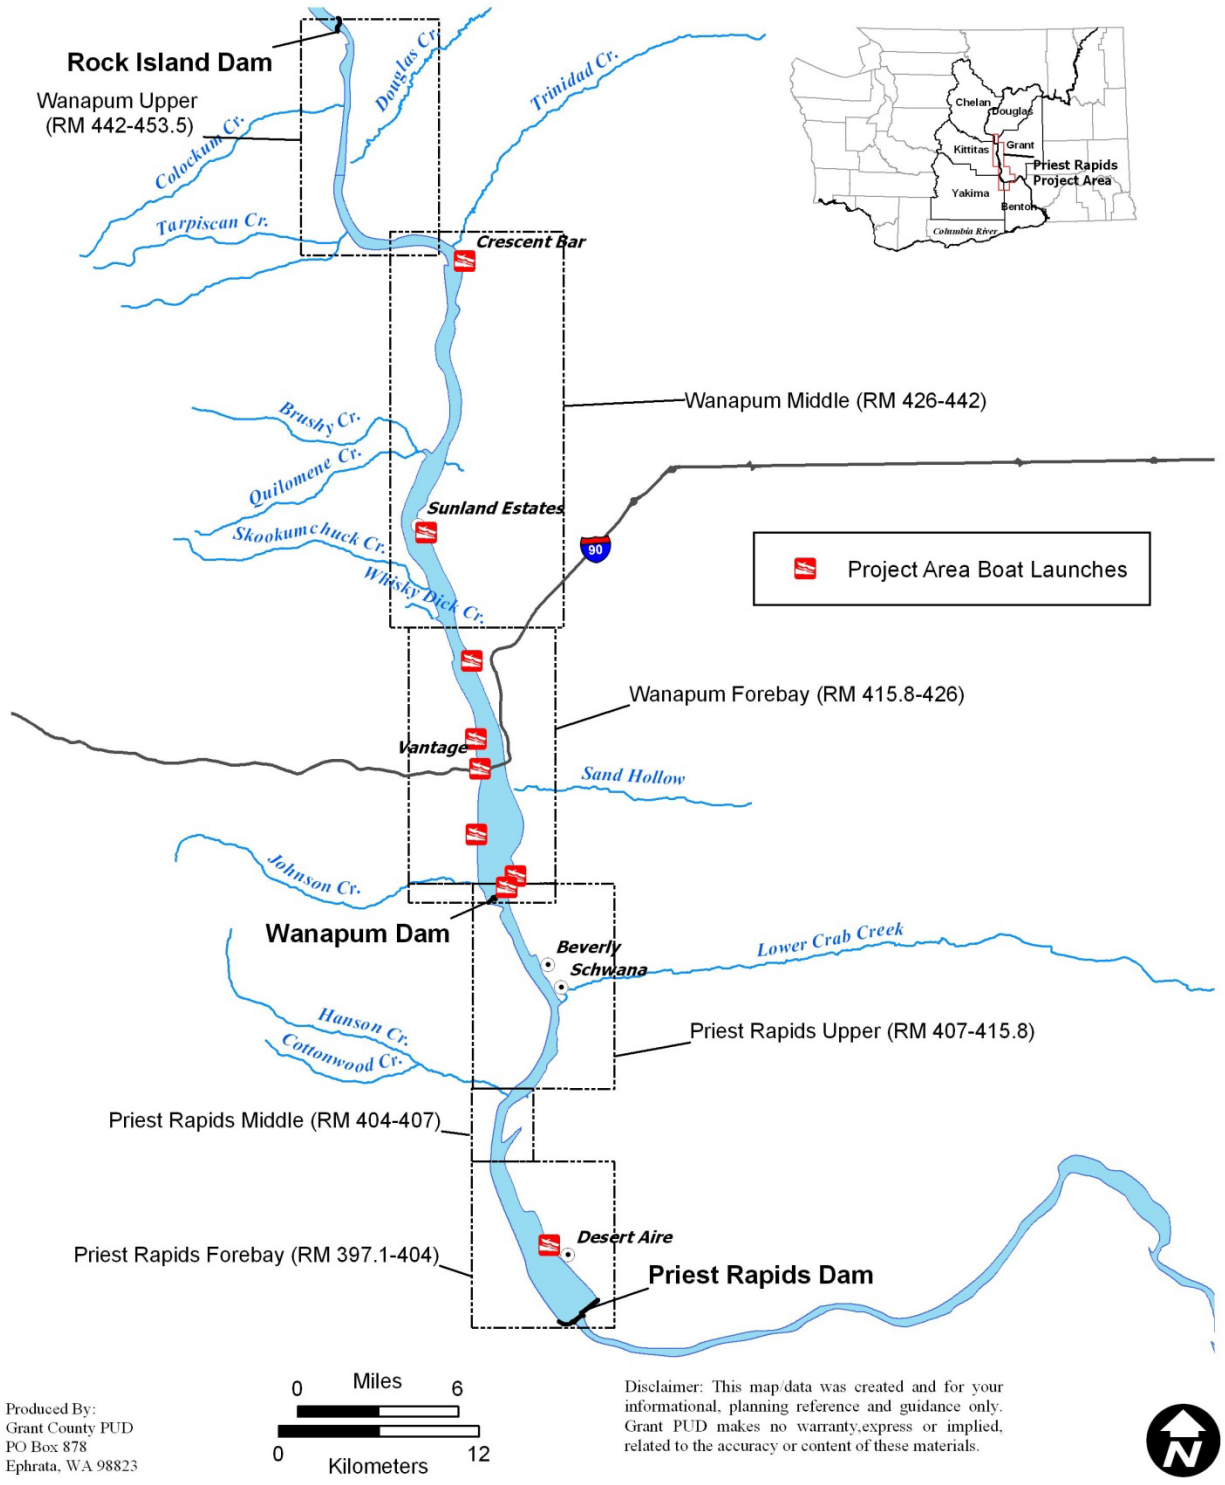 Rock Island Dam
Wanapum Upper
(RM 442-453.5)
Douglas Cr.
Trinidad Cr.
Colockum Cr.
Tarpiscan Cr.
Crescent Bar
Chelan
Douglas
Kittitas
Grant
Priest Rapids
Project Area
Yakima
Benton
Columbia River
Wanapum Middle (RM 426-442)
Brushy Cr.
Quilomene Cr.
Sunland Estates
Skookumchuck Cr.
Whisky Dick Cr.
90
Project Area Boat Launches
Wanapum Forebay (RM 415.8-426)
Vantage
Sand Hollow
Johnson Cr.
Wanapum Dam
Beverly
Schwana
Lower Crab Creek
Hanson Cr.
Cottonwood Cr.
Priest Rapids Upper (RM 407-415.8)
Priest Rapids Middle (RM 404-407)
Desert Aire
Priest Rapids Forebay (RM 397.1-404)
Priest Rapids Dam
Miles
0 6
0 12
Kilometers
Produced By:
Grant County PUD
PO Box 878
Ephrata, WA 98823
Disclaimer: This map/data was created and for your
informational, planning reference and guidance only.
Grant PUD makes no warranty,express or implied,
related to the accuracy or content of these materials.
N